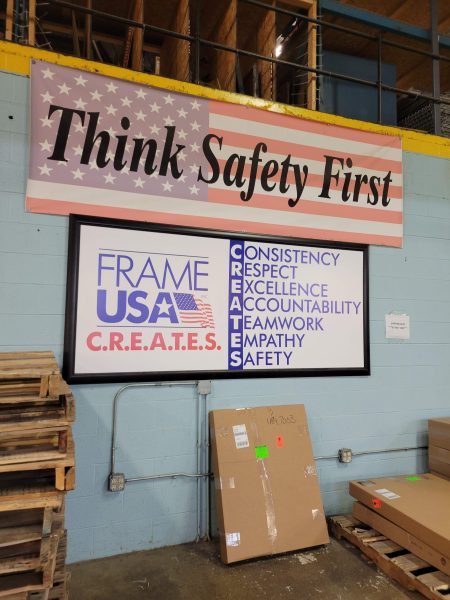 Think Safety First
FRAME
USA
C.R.E.A.T.E.S.
CONSISTENCY
RESPECT
EXCELLENCE
ACCOUNTABILITY
TEAMWORK
EMPATHY
SAFETY